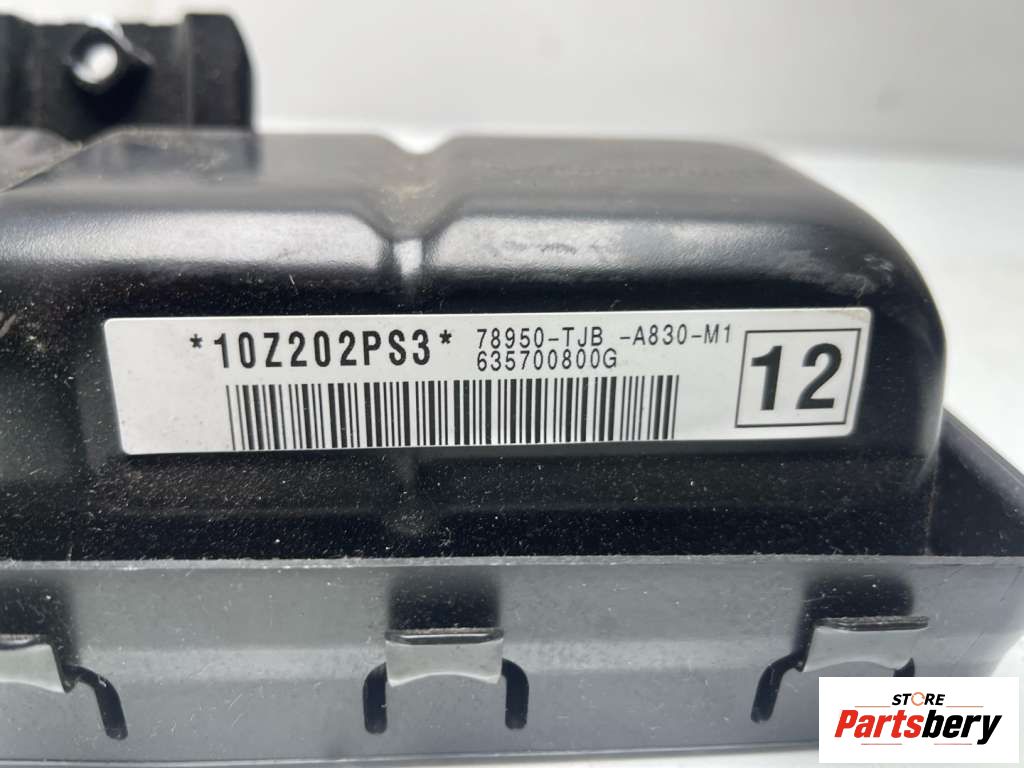 *10Z202PS3*
78950-TJB -A830-M1
635700800G
12
STORE
Partsbery